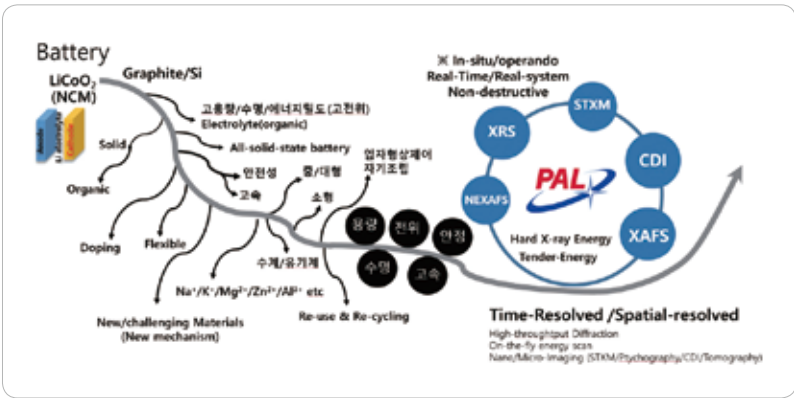 Battery
LiCoO₂
(NCM)
Graphite/Si
고용량/수명/에너지밀도(고전위)
Electrolyte(organic)
All-solid-state battery
Solid
Organic
안전성
고속
중/대형
소형
입자형상제어
자기조립
Doping
Flexible
수계/유기계
Na⁺/K⁺/Mg²⁺/Zn²⁺/Al³⁺ etc
New/challenging Materials
(New mechanism)
Re-use & Re-cycling
용량
전위
안정
수명
고속
※ In-situ/operando
Real-Time/Real-system
Non-destructive
STXM
XRS
CDI
NEXAFS
XAFS
PAL
Hard X-ray Energy
Tender-Energy
Time-Resolved /Spatial-resolved
High-throughtput Diffraction
On-the-fly energy scan
Nano/Micro-Imaging (STXM/Ptychography/CDI/Tomography)